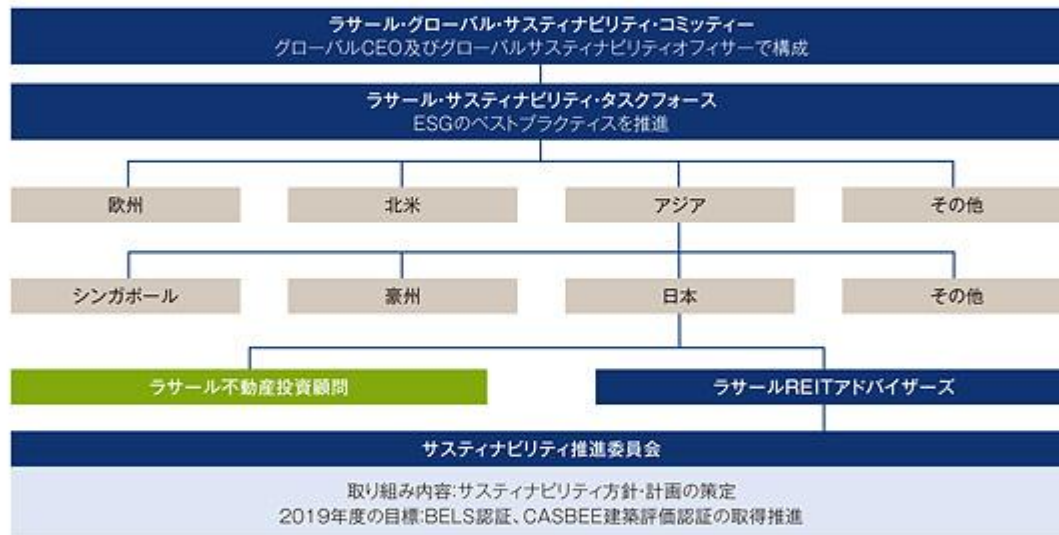 ラサール・グローバル・サスティナビリティ・コミッティー
グローバルCEO及びグローバルサスティナビリティオフィサーで構成
ラサール・サスティナビリティ・タスクフォース
ESGのベストプラクティスを推進
欧州
北米
アジア
その他
シンガポール
豪州
日本
その他
ラサール不動産投資顧問
ラサールREITアドバイザーズ
サスティナビリティ推進委員会
取り組み内容:サスティナビリティ方針・計画の策定
2019年度の目標:BELS認証、CASBEE建築評価認証の取得推進